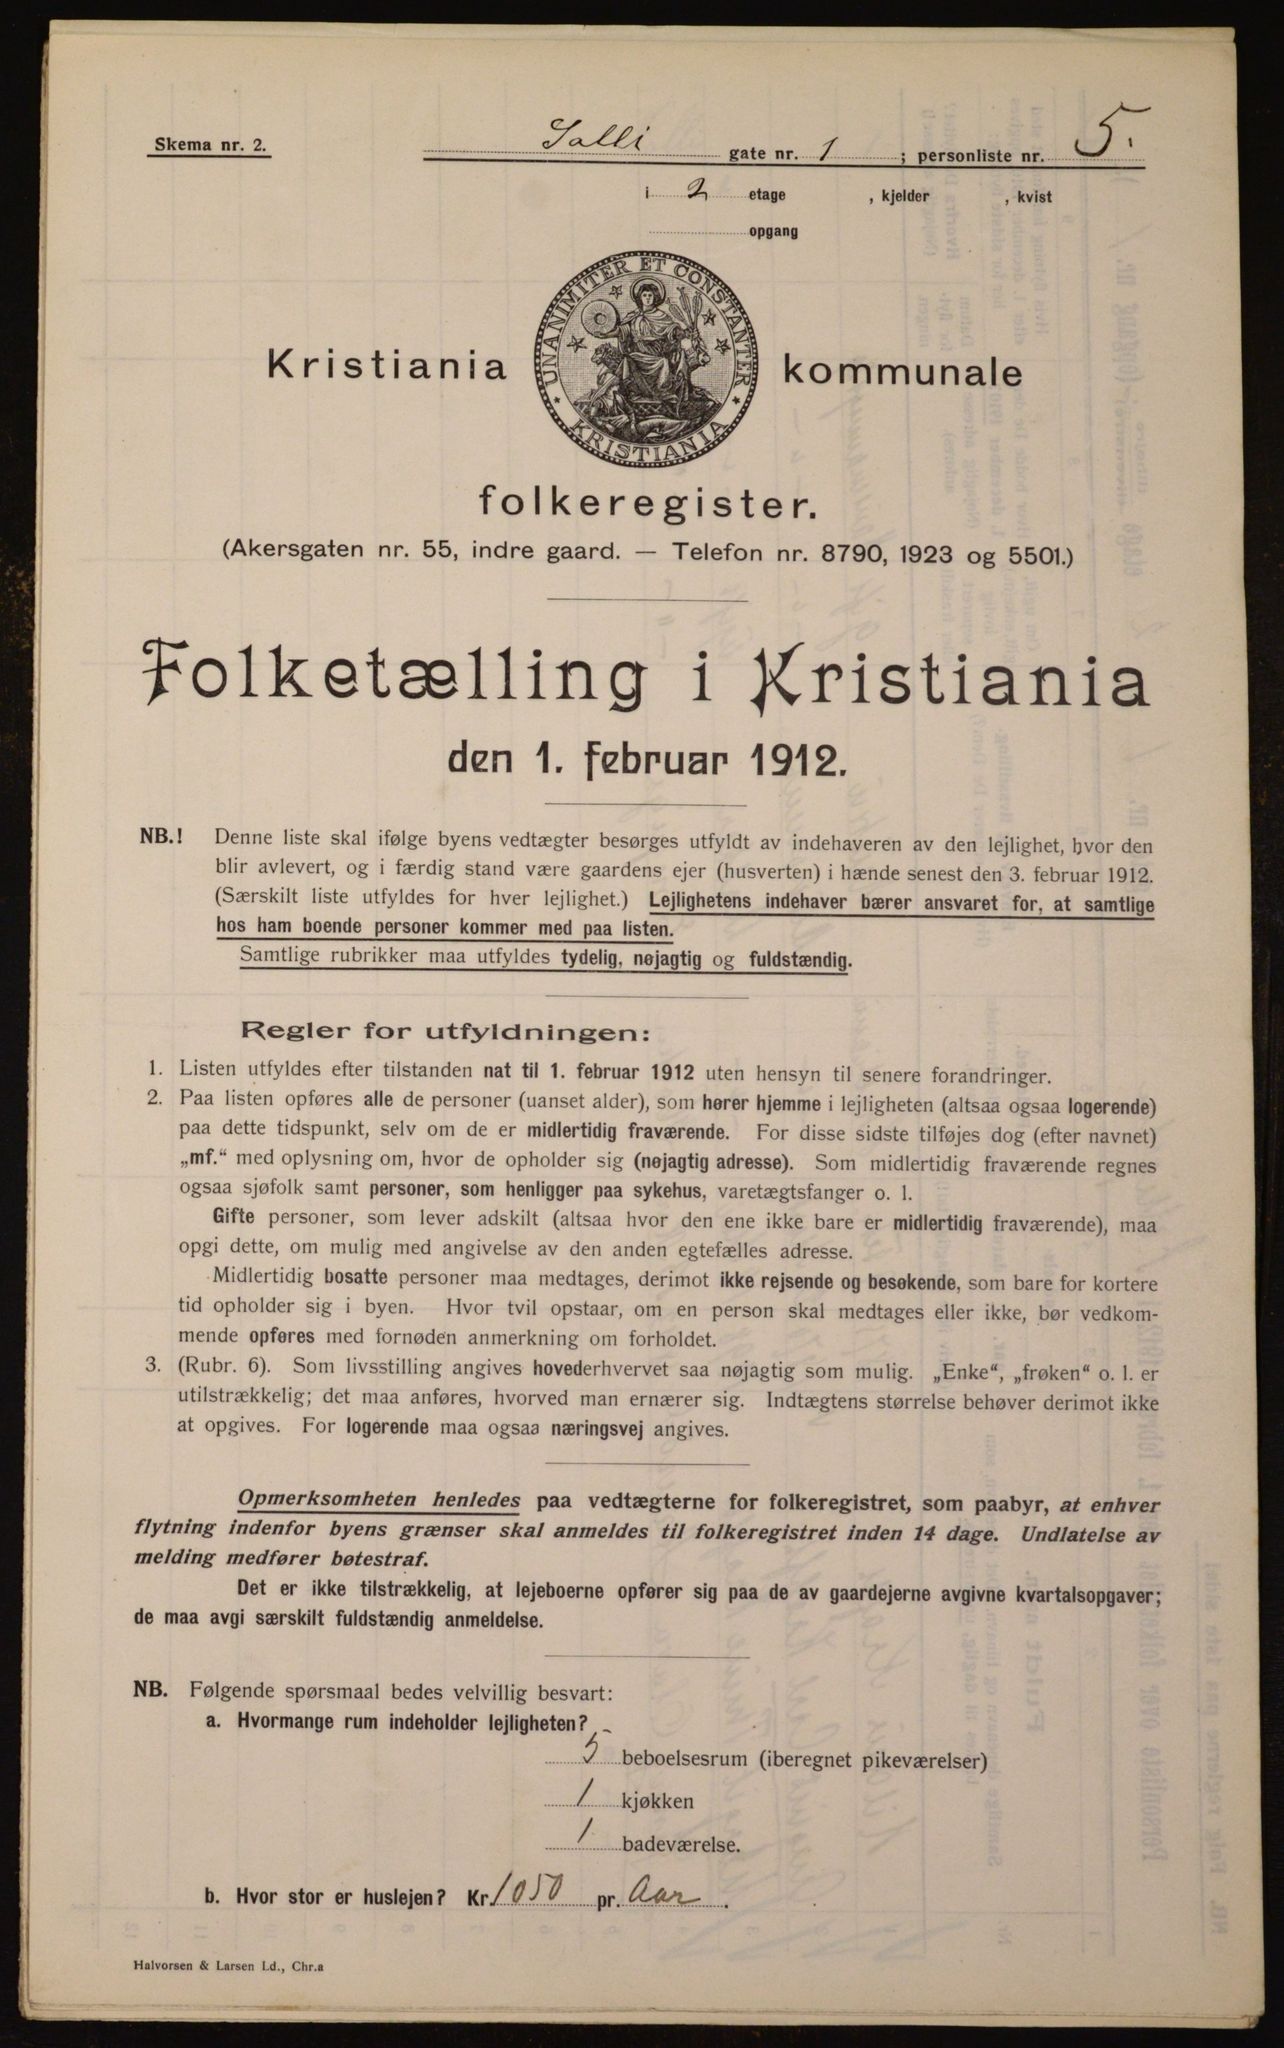 Skema nr. 2.
Solli gate nr. 1 ; personliste nr. 5.
i 2 etage , kjelder , kvist
opgang
UNANIMITER ET CONSTANTER
KRISTIANIA
Kristiania kommunale
folkeregister.
(Akersgaten nr. 55, indre gaard. — Telefon nr. 8790, 1923 og 5501.)
Folketælling i Kristiania
den 1. februar 1912.
NB.! Denne liste skal ifølge byens vedtægter besørges utfyldt av indehaveren av den lejlighet, hvor den
blir avlevert, og i færdig stand være gaardens ejer (husverten) i hænde senest den 3. februar 1912.
(Særskilt liste utfyldes for hver lejlighet.) Lejlighetens indehaver bærer ansvaret for, at samtlige
hos ham boende personer kommer med paa listen.
Samtlige rubrikker maa utfyldes tydelig, nøjagtig og fuldstændig.
Regler for utfyldningen:
1. Listen utfyldes efter tilstanden nat til 1. februar 1912 uten hensyn til senere forandringer.
2. Paa listen opføres alle de personer (uanset alder), som hører hjemme i lejligheten (altsaa ogsaa logerende)
paa dette tidspunkt, selv om de er midlertidig fraværende. For disse sidste tilføjes dog (efter navnet)
„mf.“ med oplysning om, hvor de opholder sig (nøjagtig adresse). Som midlertidig fraværende regnes
ogsaa sjøfolk samt personer, som henligger paa sykehus, varetægtsfanger o. l.
Gifte personer, som lever adskilt (altsaa hvor den ene ikke bare er midlertidig fraværende), maa
opgi dette, om mulig med angivelse av den anden egtefælles adresse.
Midlertidig bosatte personer maa medtages, derimot ikke rejsende og besøkende, som bare for kortere
tid opholder sig i byen. Hvor tvil opstaar, om en person skal medtages eller ikke, bør vedkom-
mende opføres med fornøden anmerkning om forholdet.
3. (Rubr. 6). Som livsstilling angives hovederhvervet saa nøjagtig som mulig. „Enke“, „frøken“ o. l. er
utilstrækkelig; det maa anføres, hvorved man ernærer sig. Indtægtens størrelse behøver derimot ikke
at opgives. For logerende maa ogsaa næringsvej angives.
Opmerksomheten henledes paa vedtægterne for folkeregistret, som paabyr, at enhver
flytning indenfor byens grænser skal anmeldes til folkeregistret inden 14 dage. Undlatelse av
melding medfører bøtestraf.
Det er ikke tilstrækkelig, at lejeboerne opfører sig paa de av gaardejerne avgivne kvartalsopgaver;
de maa avgi særskilt fuldstændig anmeldelse.
NB. Følgende spørsmaal bedes velvillig besvart:
a. Hvormange rum indeholder lejligheten?
5 beboelsesrum (iberegnet pikeværelser)
1 kjøkken
1 badeværelse.
b. Hvor stor er huslejen? Kr. 1050 pr. Aar.
Halvorsen & Larsen Ld., Chr.a